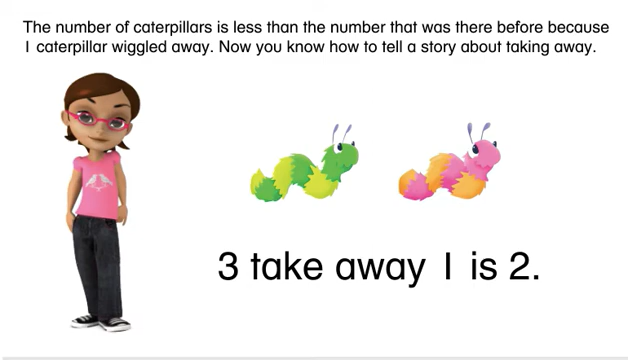 The number of caterpillars is less than the number that was there before because
1 caterpillar wiggled away. Now you know how to tell a story about taking away.
3 take away 1 is 2.